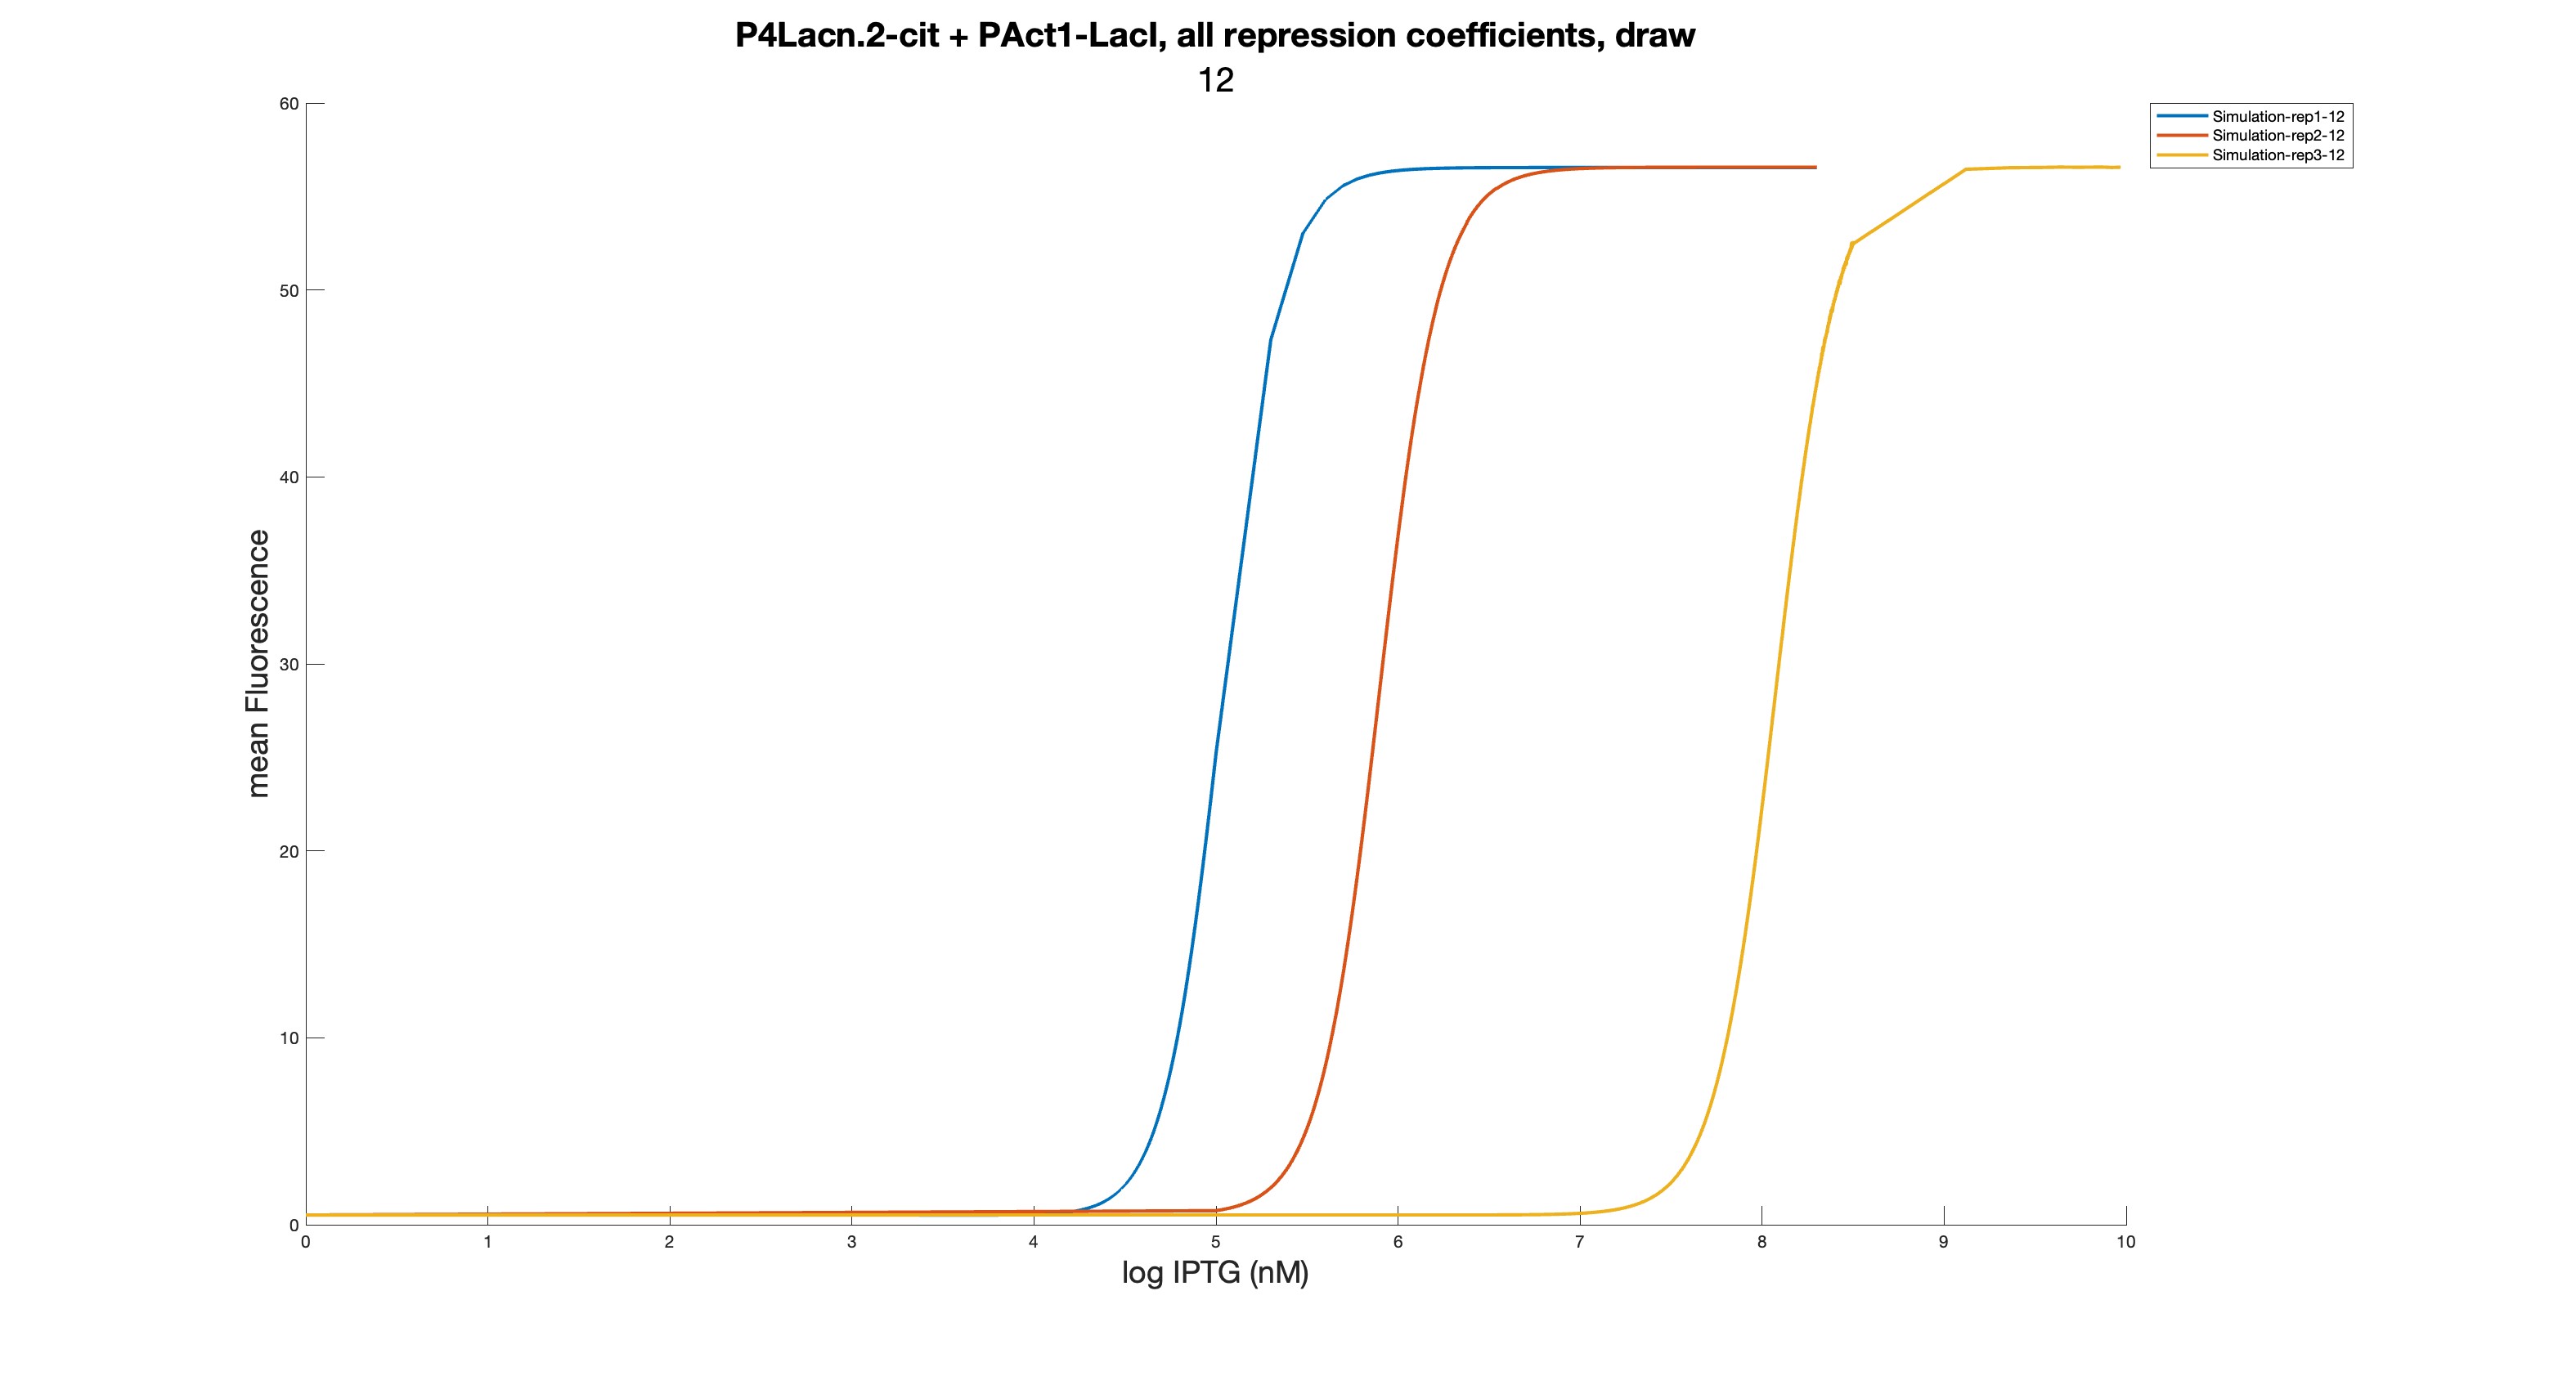 P4Lacn.2-cit + PAct1-LacI, all repression coefficients, draw
12
60
50
40
30
20
10
0
mean Fluorescence
0 1 2 3 4 5 6 7 8 9 10
log IPTG (nM)
Simulation-rep1-12
Simulation-rep2-12
Simulation-rep3-12